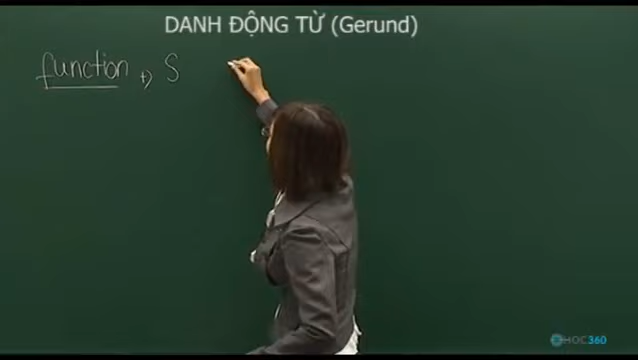 DANH ĐỘNG TỪ (Gerund)
function +) S
HOC360